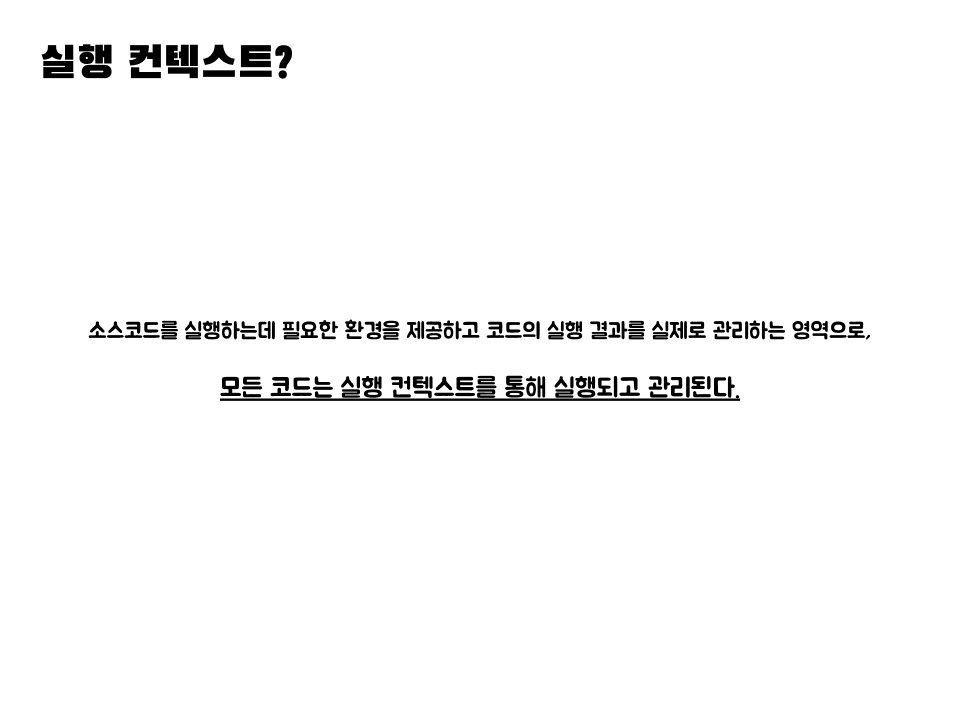 실행 컨텍스트?
소스코드를 실행하는데 필요한 환경을 제공하고 코드의 실행 결과를 실제로 관리하는 영역으로,
모든 코드는 실행 컨텍스트를 통해 실행되고 관리된다.